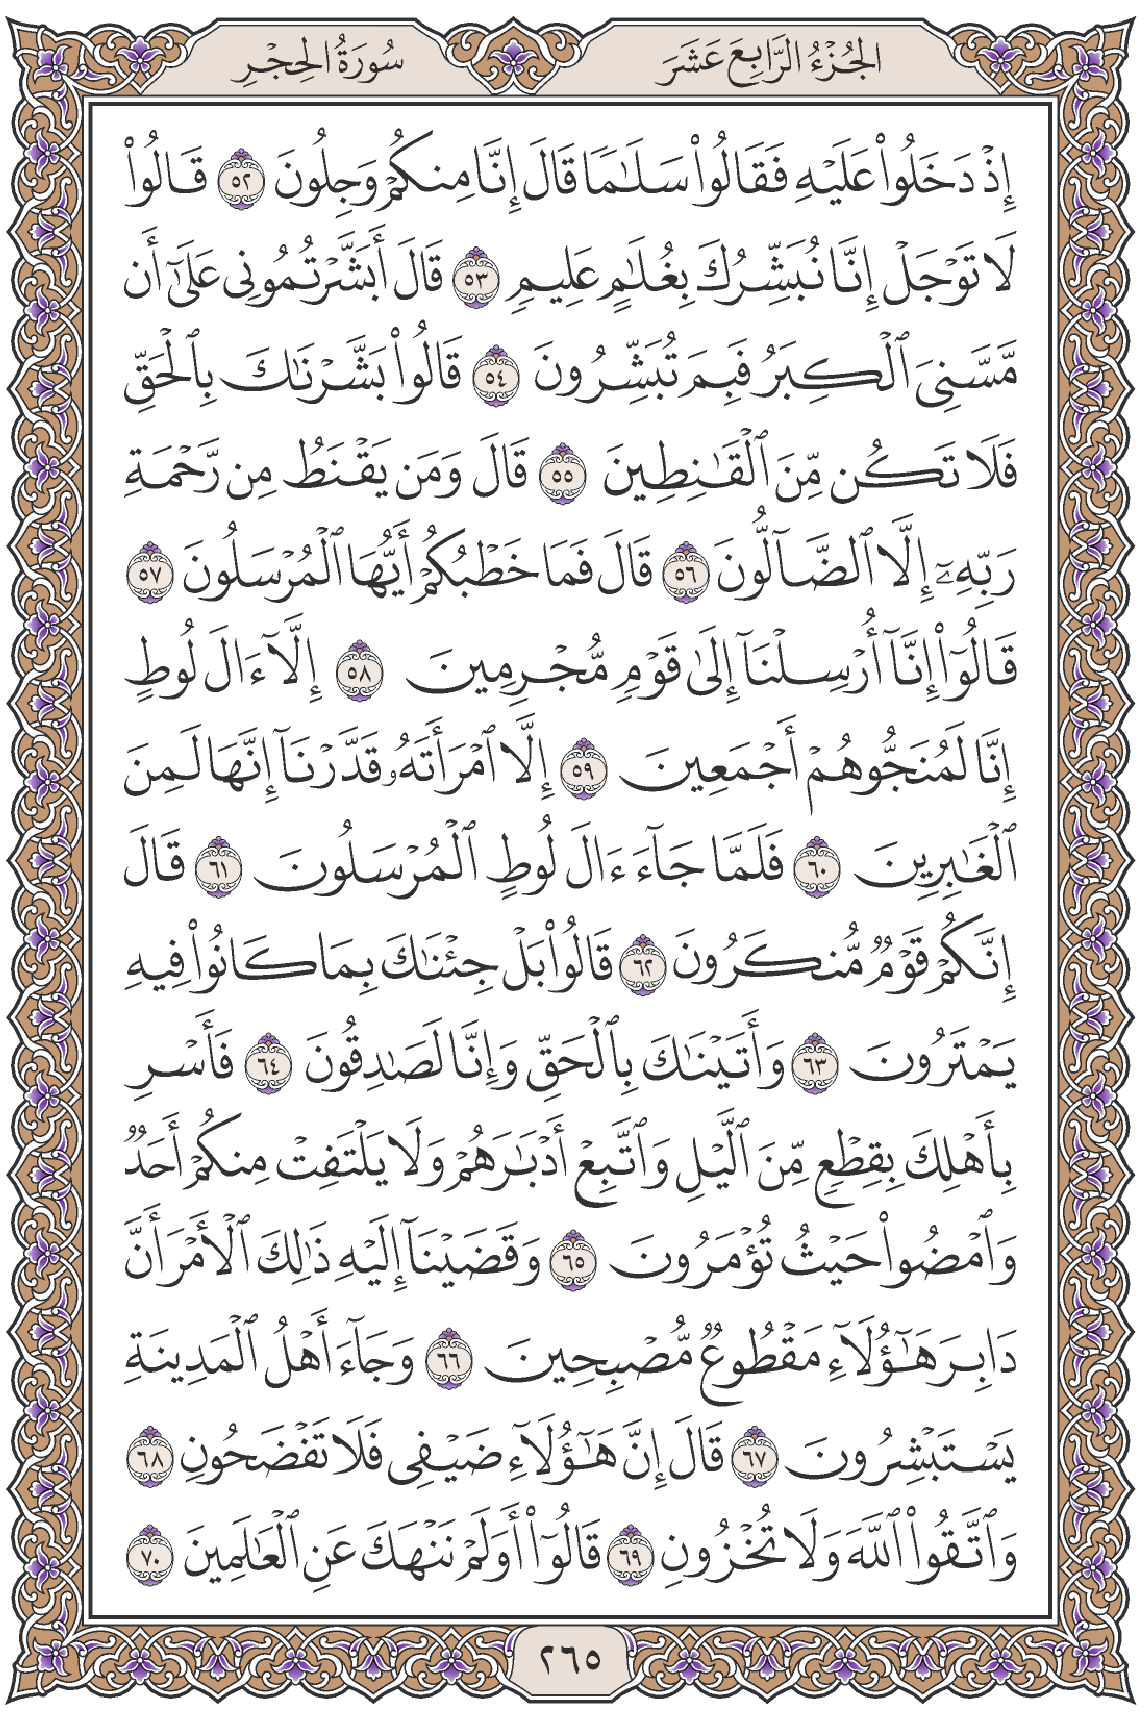 الجُزْءُ الرَّابِعَ عَشَرَ
سُورَةُ الحِجْرِ
إِذْ دَخَلُوا۟ عَلَيْهِ فَقَالُوا۟ سَلَـٰمًا قَالَ إِنَّا مِنكُمْ وَجِلُونَ ٥٢ قَالُوا۟
لَا تَوْجَلْ إِنَّا نُبَشِّرُكَ بِغُلَـٰمٍ عَلِيمٍ ٥٣ قَالَ أَبَشَّرْتُمُونِى عَلَىٰٓ أَن
مَّسَّنِىَ ٱلْكِبَرُ فَبِمَ تُبَشِّرُونَ ٥٤ قَالُوا۟ بَشَّرْنَـٰكَ بِٱلْحَقِّ
فَلَا تَكُن مِّنَ ٱلْقَـٰنِطِينَ ٥٥ قَالَ وَمَن يَقْنَطُ مِن رَّحْمَةِ
رَبِّهِۦٓ إِلَّا ٱلضَّآلُّونَ ٥٦ قَالَ فَمَا خَطْبُكُمْ أَيُّهَا ٱلْمُرْسَلُونَ ٥٧
قَالُوٓا۟ إِنَّآ أُرْسِلْنَآ إِلَىٰ قَوْمٍ مُّجْرِمِينَ ٥٨ إِلَّآ ءَالَ لُوطٍ
إِنَّا لَمُنَجُّوهُمْ أَجْمَعِينَ ٥٩ إِلَّا ٱمْرَأَتَهُۥ قَدَّرْنَآ إِنَّهَا لَمِنَ
ٱلْغَـٰبِرِينَ ٦٠ فَلَمَّا جَآءَ ءَالَ لُوطٍ ٱلْمُرْسَلُونَ ٦١ قَالَ
إِنَّكُمْ قَوْمٌ مُّنكَرُونَ ٦٢ قَالُوا۟ بَلْ جِئْنَـٰكَ بِمَا كَانُوا۟ فِيهِ
يَمْتَرُونَ ٦٣ وَأَتَيْنَـٰكَ بِٱلْحَقِّ وَإِنَّا لَصَـٰدِقُونَ ٦٤ فَأَسْرِ
بِأَهْلِكَ بِقِطْعٍ مِّنَ ٱلَّيْلِ وَٱتَّبِعْ أَدْبَـٰرَهُمْ وَلَا يَلْتَفِتْ مِنكُمْ أَحَدٌ
وَٱمْضُوا۟ حَيْثُ تُؤْمَرُونَ ٦٥ وَقَضَيْنَآ إِلَيْهِ ذَٰلِكَ ٱلْأَمْرَ أَنَّ
دَابِرَ هَـٰٓؤُلَآءِ مَقْطُوعٌ مُّصْبِحِينَ ٦٦ وَجَآءَ أَهْلُ ٱلْمَدِينَةِ
يَسْتَبْشِرُونَ ٦٧ قَالَ إِنَّ هَـٰٓؤُلَآءِ ضَيْفِى فَلَا تَفْضَحُونِ ٦٨
وَٱتَّقُوا۟ ٱللَّهَ وَلَا تُخْزُونِ ٦٩ قَالُوٓا۟ أَوَلَمْ نَنْهَكَ عَنِ ٱلْعَـٰلَمِينَ ٧٠
٢٦٥